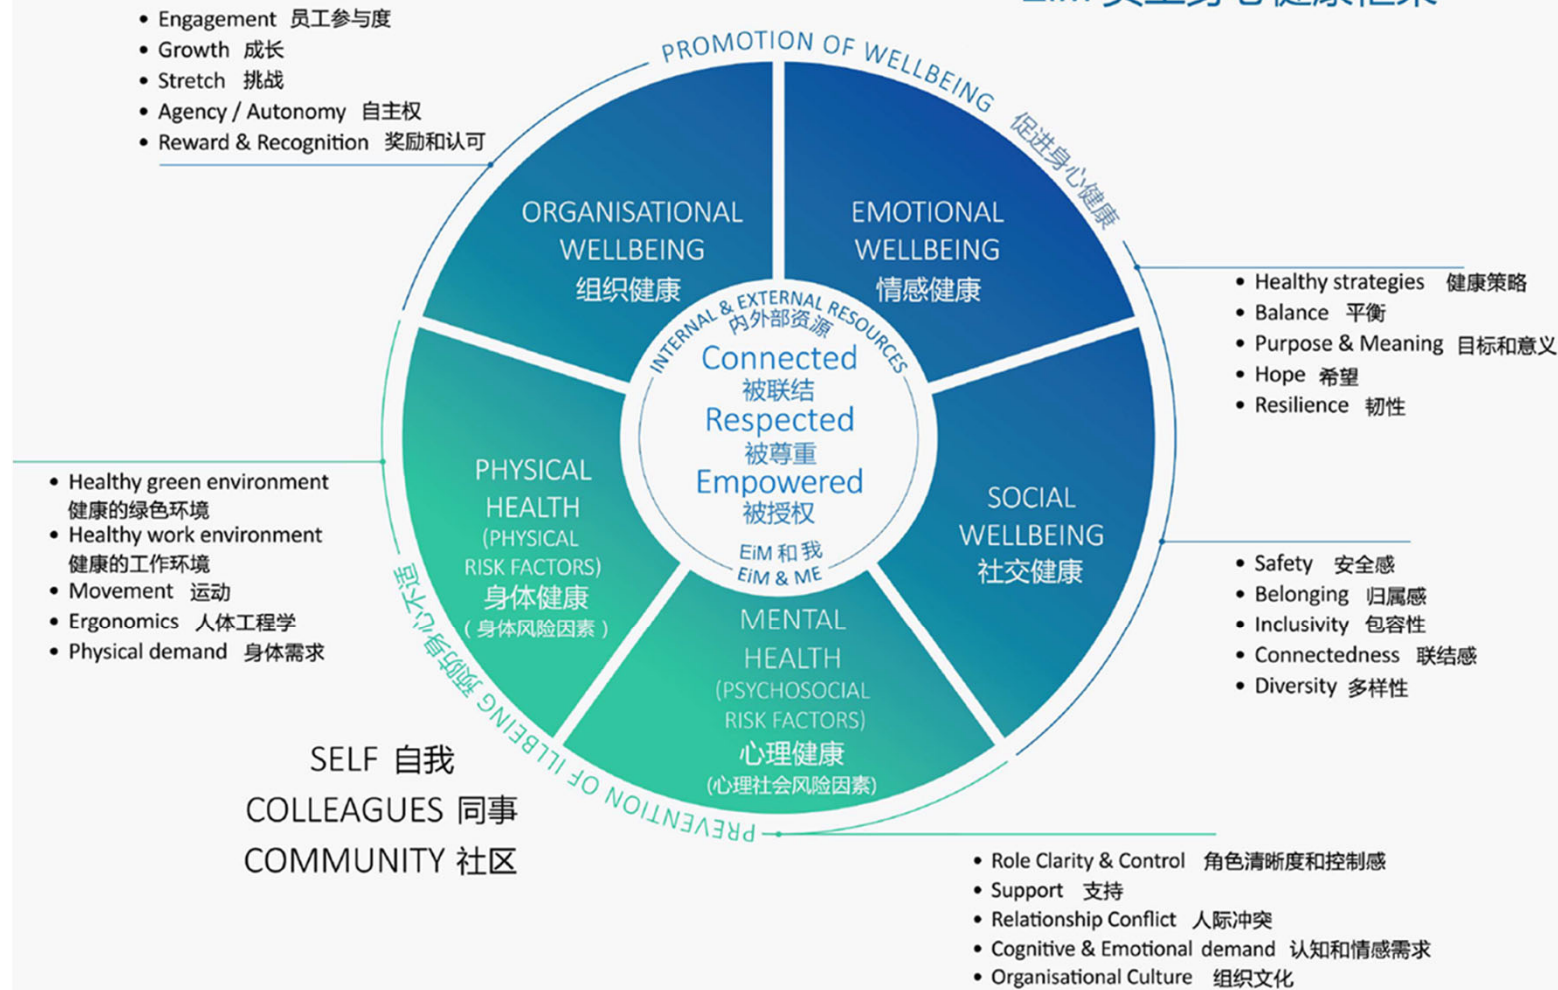 EiM 员工身心健康框架
Engagement 员工参与度
Growth 成长
Stretch 挑战
Agency / Autonomy 自主权
Reward & Recognition 奖励和认可
PROMOTION OF WELLBEING 促进身心健康
ORGANISATIONAL
WELLBEING
组织健康
EMOTIONAL
WELLBEING
情感健康
Healthy strategies 健康策略
Balance 平衡
Purpose & Meaning 目标和意义
Hope 希望
Resilience 韧性
INTERNAL & EXTERNAL RESOURCES
内外部资源
Connected
被联结
Respected
被尊重
Empowered
被授权
EiM 和 我
EiM & ME
PHYSICAL
HEALTH
(PHYSICAL
RISK FACTORS)
身体健康
( 身体风险因素 )
Healthy green environment
健康的绿色环境
Healthy work environment
健康的工作环境
Movement 运动
Ergonomics 人体工程学
Physical demand 身体需求
SOCIAL
WELLBEING
社交健康
Safety 安全感
Belonging 归属感
Inclusivity 包容性
Connectedness 联结感
Diversity 多样性
MENTAL
HEALTH
(PSYCHOSOCIAL
RISK FACTORS)
心理健康
(心理社会风险因素)
PREVENTION OF ILLBEING 预防身心不适
SELF 自我
COLLEAGUES 同事
COMMUNITY 社区
Role Clarity & Control 角色清晰度和控制感
Support 支持
Relationship Conflict 人际冲突
Cognitive & Emotional demand 认知和情感需求
Organisational Culture 组织文化